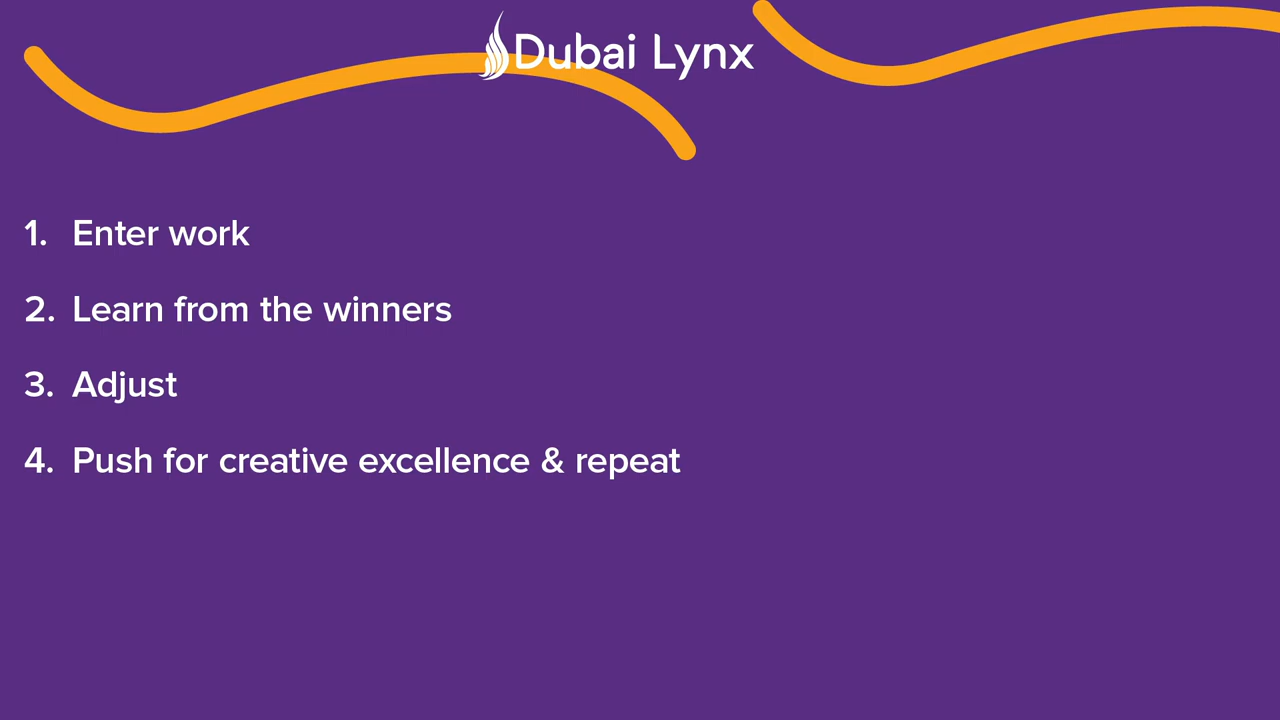 Dubai Lynx
1. Enter work
2. Learn from the winners
3. Adjust
4. Push for creative excellence & repeat